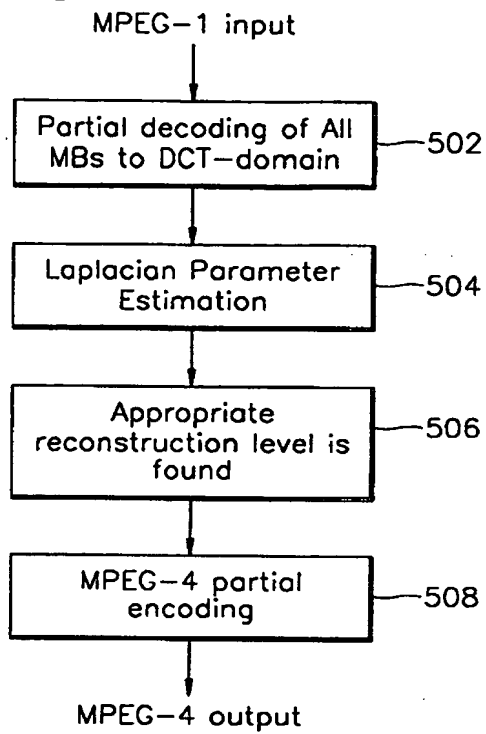 MPEG-1 input
Partial decoding of All
MBs to DCT-domain
502
Laplacian Parameter
Estimation
504
Appropriate
reconstruction level is
found
506
MPEG-4 partial
encoding
508
MPEG-4 output